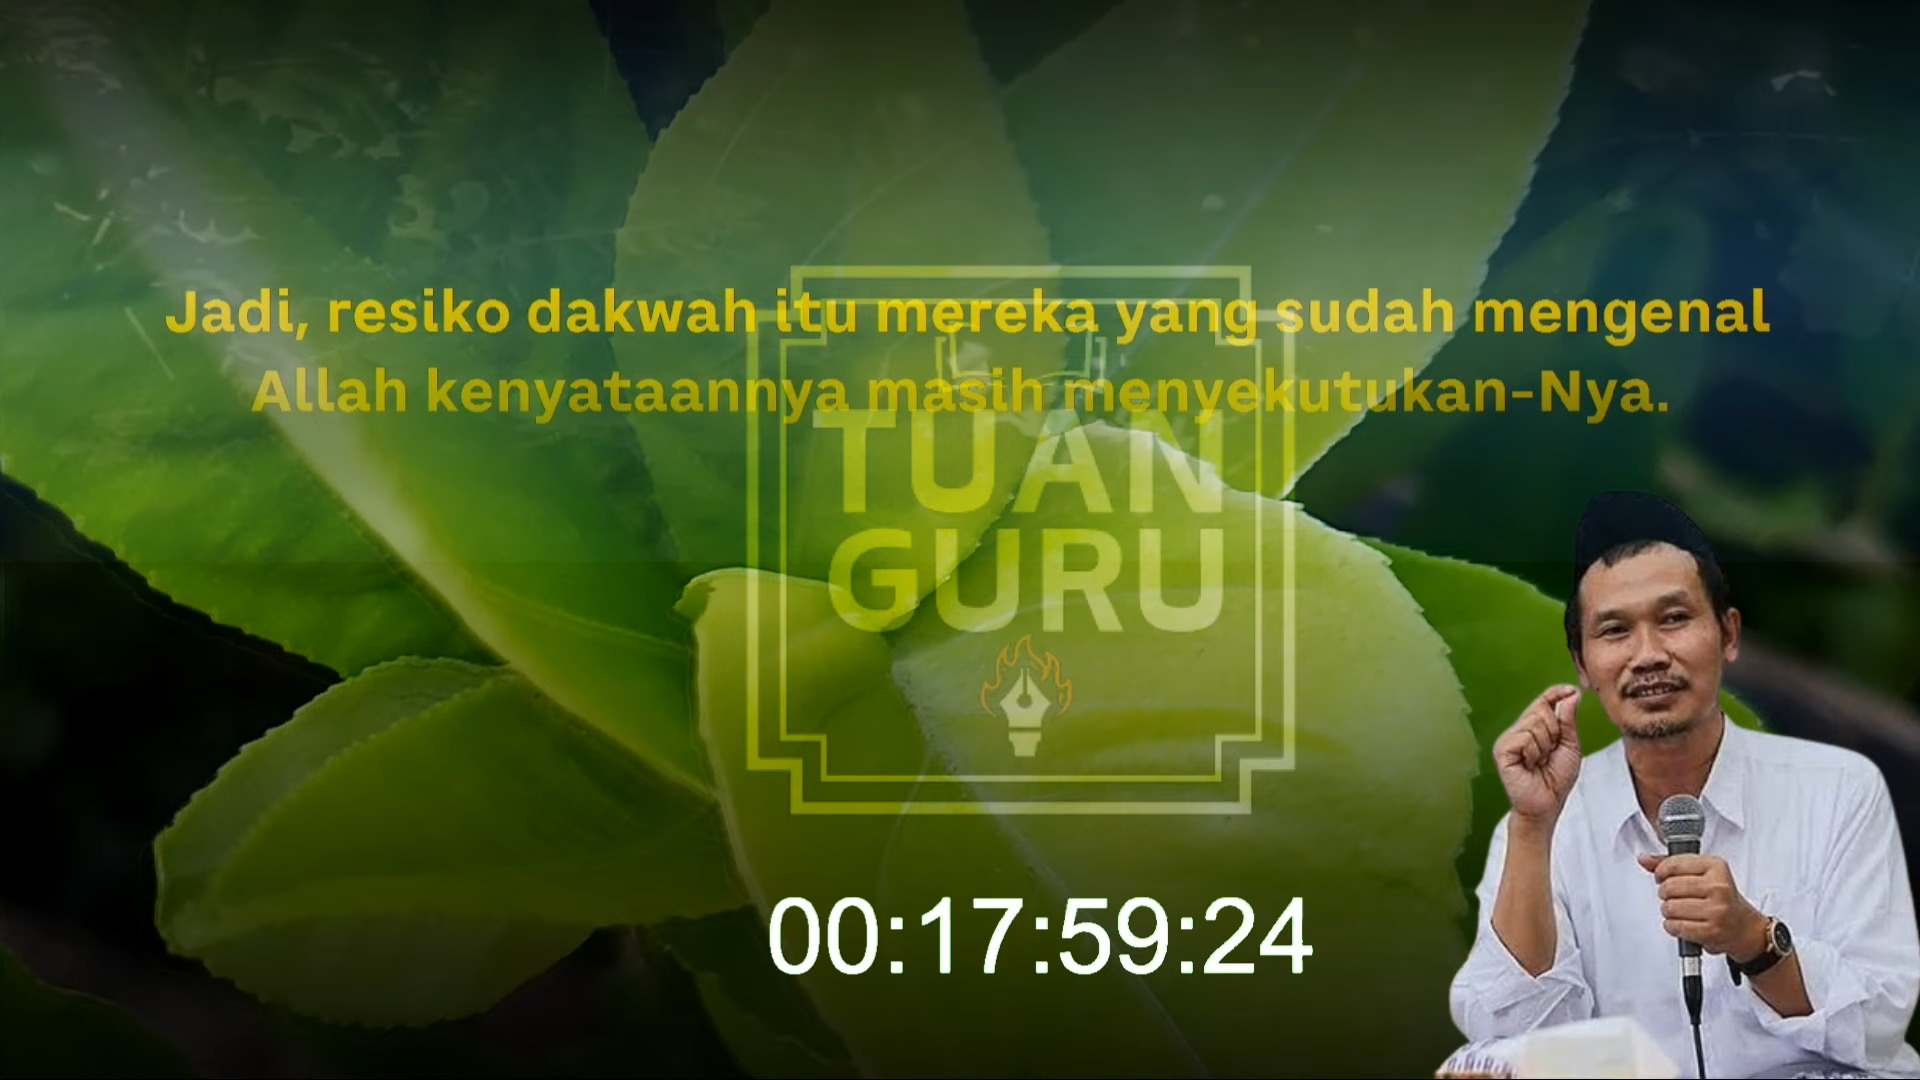 Jadi, resiko dakwah itu mereka yang sudah mengenal
Allah kenyataannya masih menyekutukan-Nya.
TUAN
GURU
00:17:59:24